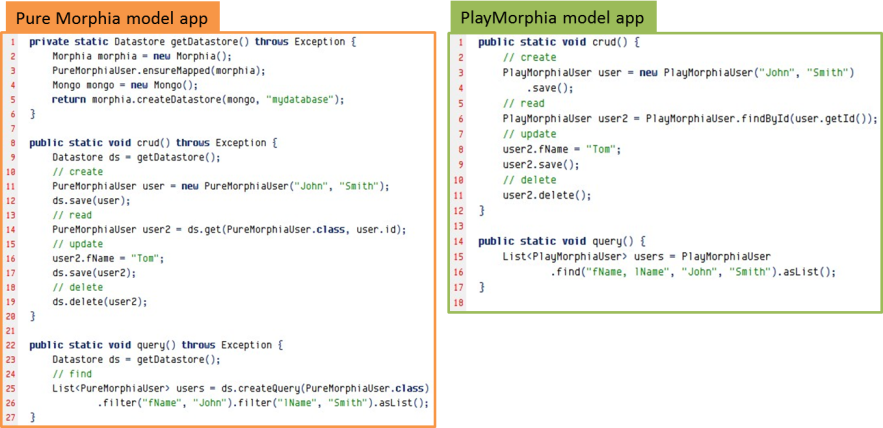 Pure Morphia model app
1 private static Datastore getDatastore() throws Exception {
2 Morphia morphia = new Morphia();
3 PureMorphiaUser.ensureMapped(morphia);
4 Mongo mongo = new Mongo();
5 return morphia.createDatastore(mongo, "mydatabase");
6 }
7
8 public static void crud() throws Exception {
9 Datastore ds = getDatastore();
10 // create
11 PureMorphiaUser user = new PureMorphiaUser("John", "Smith");
12 ds.save(user);
13 // read
14 PureMorphiaUser user2 = ds.get(PureMorphiaUser.class, user.id);
15 // update
16 user2.fName = "Tom";
17 ds.save(user2);
18 // delete
19 ds.delete(user2);
20 }
21
22 public static void query() throws Exception {
23 Datastore ds = getDatastore();
24 // find
25 List<PureMorphiaUser> users = ds.createQuery(PureMorphiaUser.class)
26 .filter("fName", "John").filter("lName", "Smith").asList();
27 }
PlayMorphia model app
1 public static void crud() {
2 // create
3 PlayMorphiaUser user = new PlayMorphiaUser("John", "Smith")
4 .save();
5 // read
6 PlayMorphiaUser user2 = PlayMorphiaUser.findById(user.getId());
7 // update
8 user2.fName = "Tom";
9 user2.save();
10 // delete
11 user2.delete();
12 }
13
14 public static void query() {
15 List<PlayMorphiaUser> users = PlayMorphiaUser
16 .find("fName, lName", "John", "Smith").asList();
17 }
18